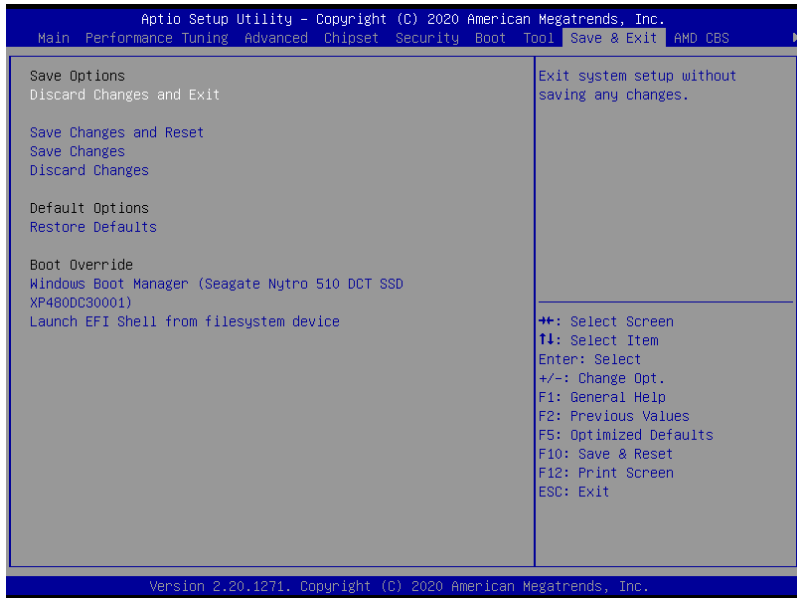 Aptio Setup Utility – Copyright (C) 2020 American Megatrends, Inc.
Main Performance Tuning Advanced Chipset Security Boot Tool Save & Exit AMD CBS
Save Options
Discard Changes and Exit
Save Changes and Reset
Save Changes
Discard Changes
Default Options
Restore Defaults
Boot Override
Windows Boot Manager (Seagate Nytro 510 DCT SSD
XP480DC30001)
Launch EFI Shell from filesystem device
Exit system setup without
saving any changes.
→←: Select Screen
↑↓: Select Item
Enter: Select
+/-: Change Opt.
F1: General Help
F2: Previous Values
F5: Optimized Defaults
F10: Save & Reset
F12: Print Screen
ESC: Exit
Version 2.20.1271. Copyright (C) 2020 American Megatrends, Inc.